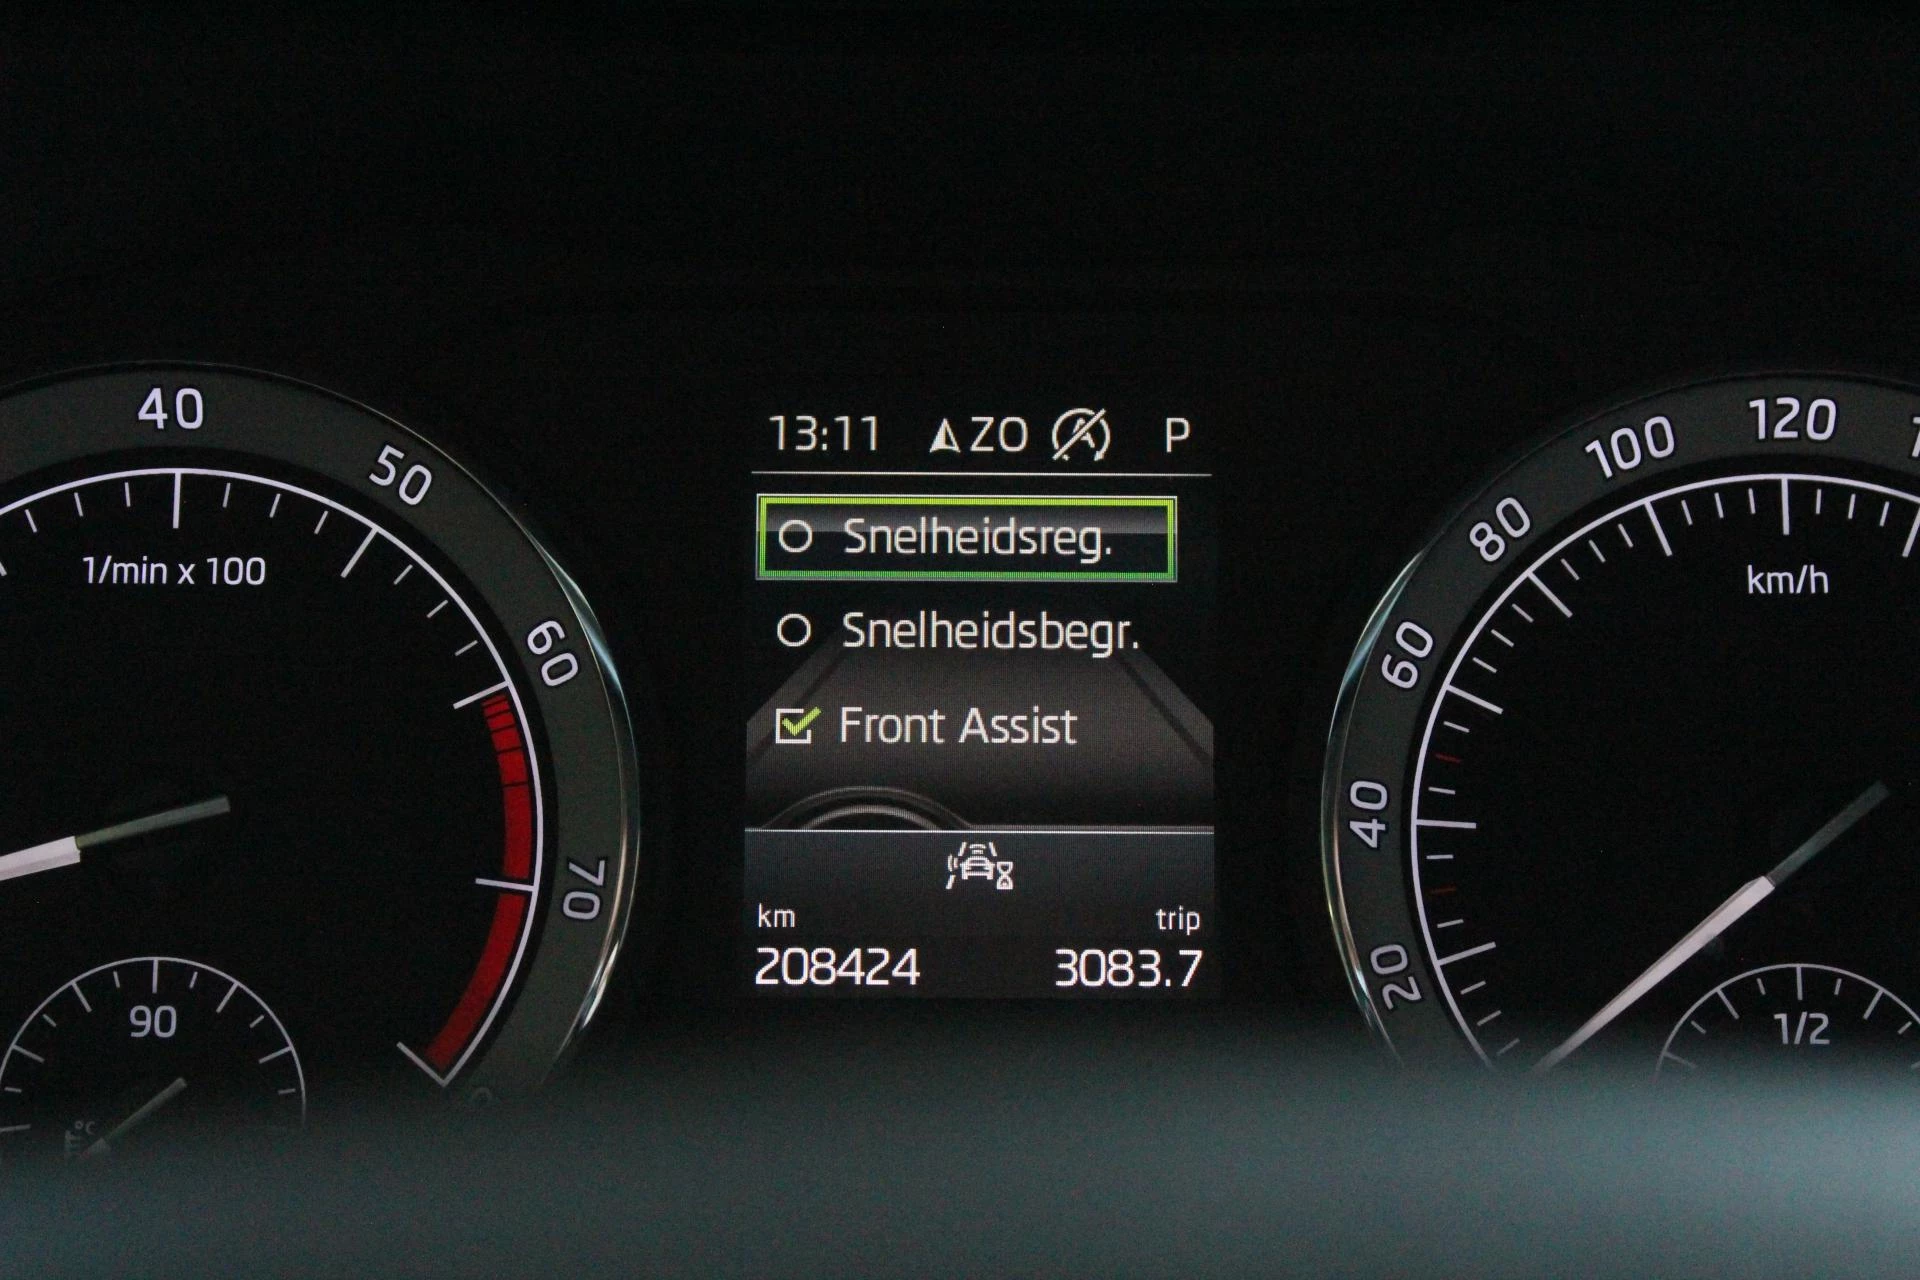 13:11 ZO P
Snelheidsreg.
Snelheidsbegr.
Front Assist
km trip
208424 3083.7
40
50
60
70
1/min x 100
90
20
40
60
80
100
120
km/h
1/2